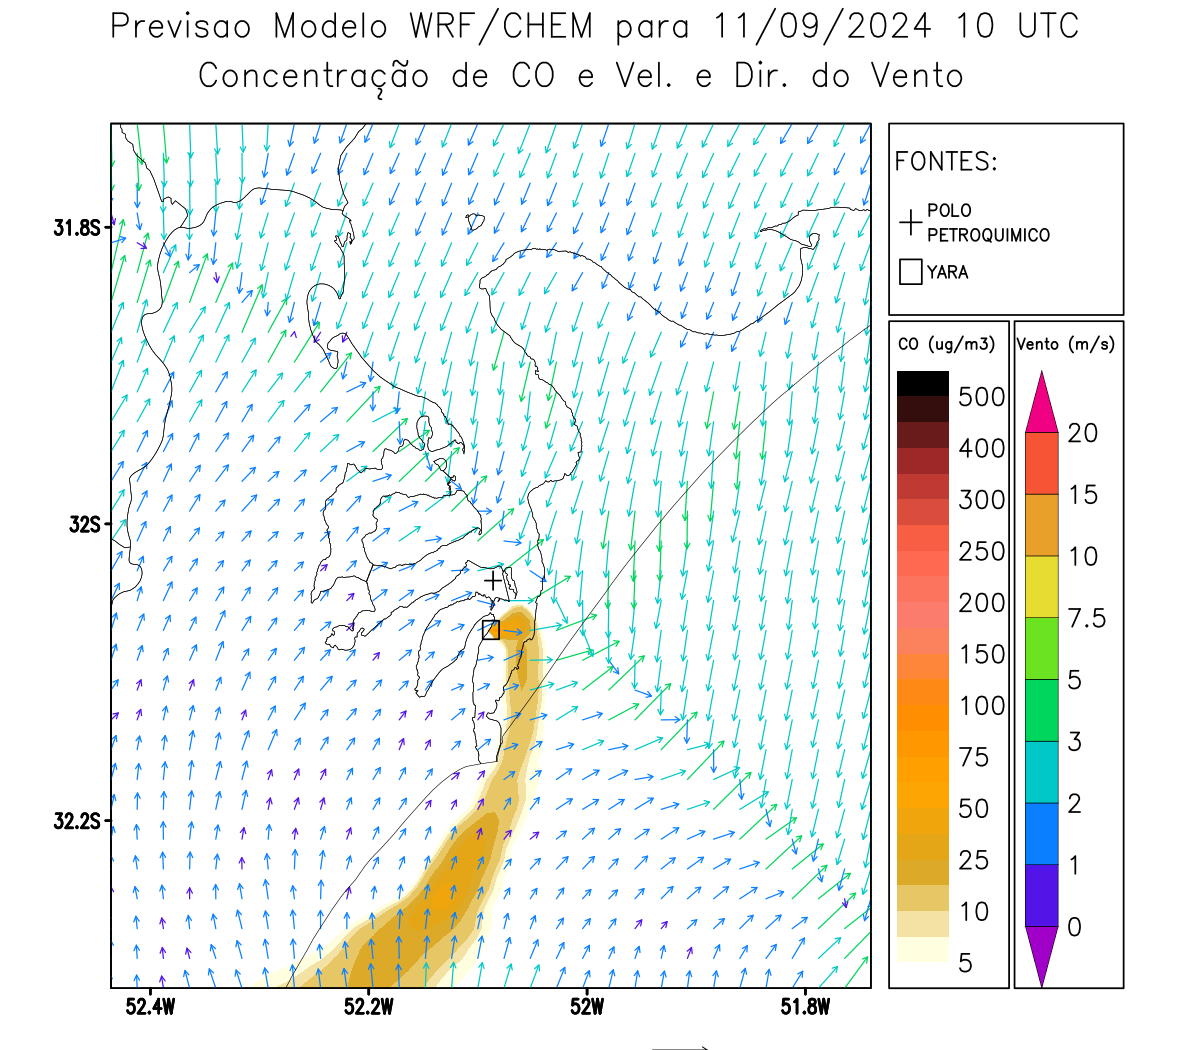 Previsao Modelo WRF/CHEM para 11/09/2024 10 UTC
Concentração de CO e Vel. e Dir. do Vento
FONTES:
POLO
PETROQUIMICO
YARA
CO (ug/m3)
500
400
300
250
200
150
100
75
50
25
10
5
Vento (m/s)
20
15
10
7.5
5
3
2
1
0
31.8S
32S
32.2S
52.4W
52.2W
52W
51.8W